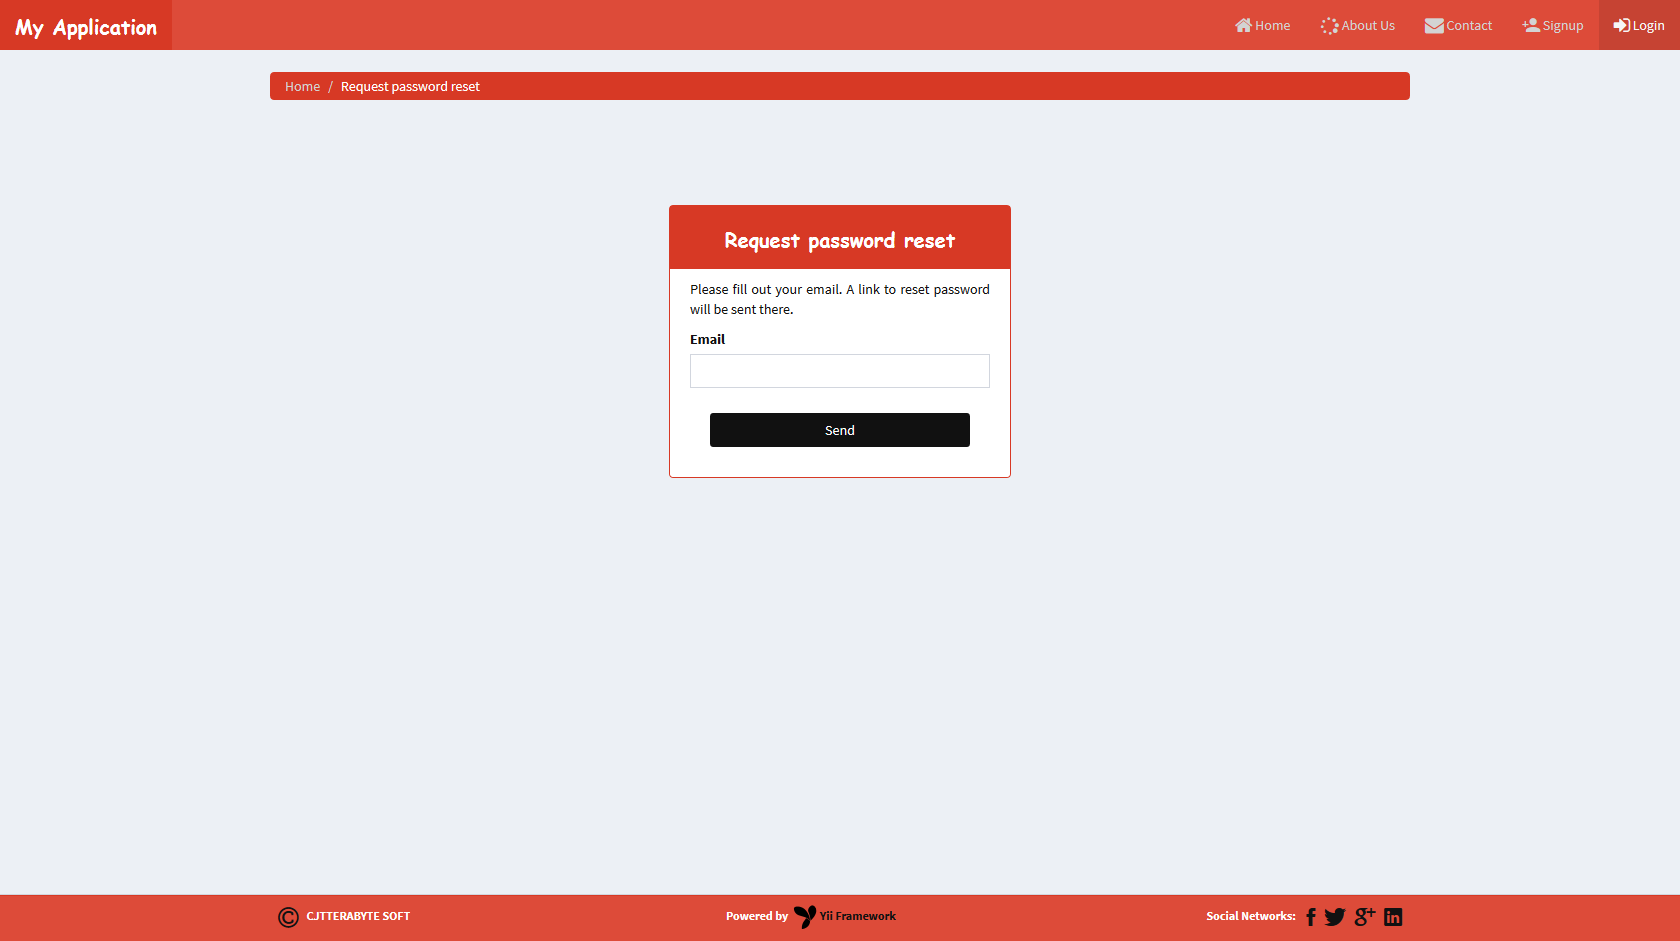 My Application
Home
About Us
Contact
Signup
Login
Home / Request password reset
Request password reset
Please fill out your email. A link to reset password
will be sent there.
Email
Send
© CJTTERABYTE SOFT
Powered by Yii Framework
Social Networks: